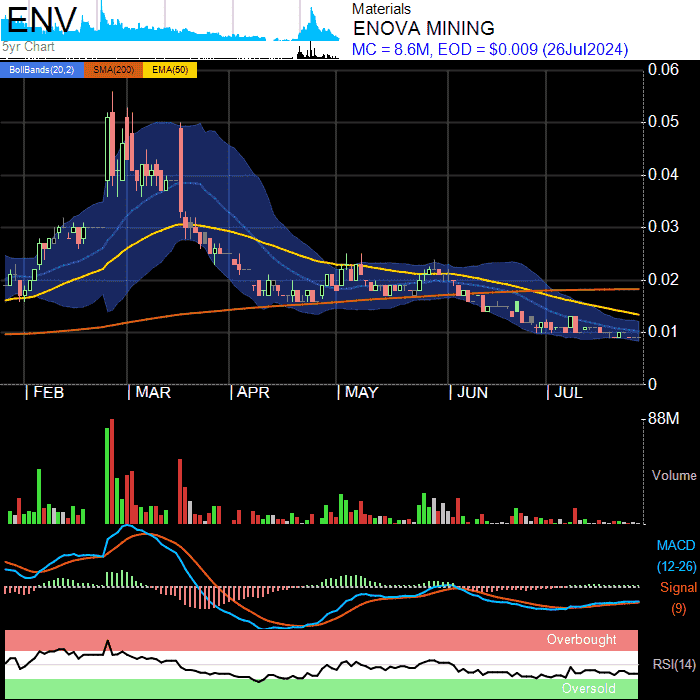 ENV
5yr Chart
Materials
ENOVA MINING
MC = 8.6M, EOD = $0.009 (26Jul2024)
BollBands(20,2) SMA(200) EMA(50)
0.06
0.05
0.04
0.03
0.02
0.01
0
FEB MAR APR MAY JUN JUL
88M
Volume
MACD
(12-26)
Signal
(9)
Overbought
RSI(14)
Oversold